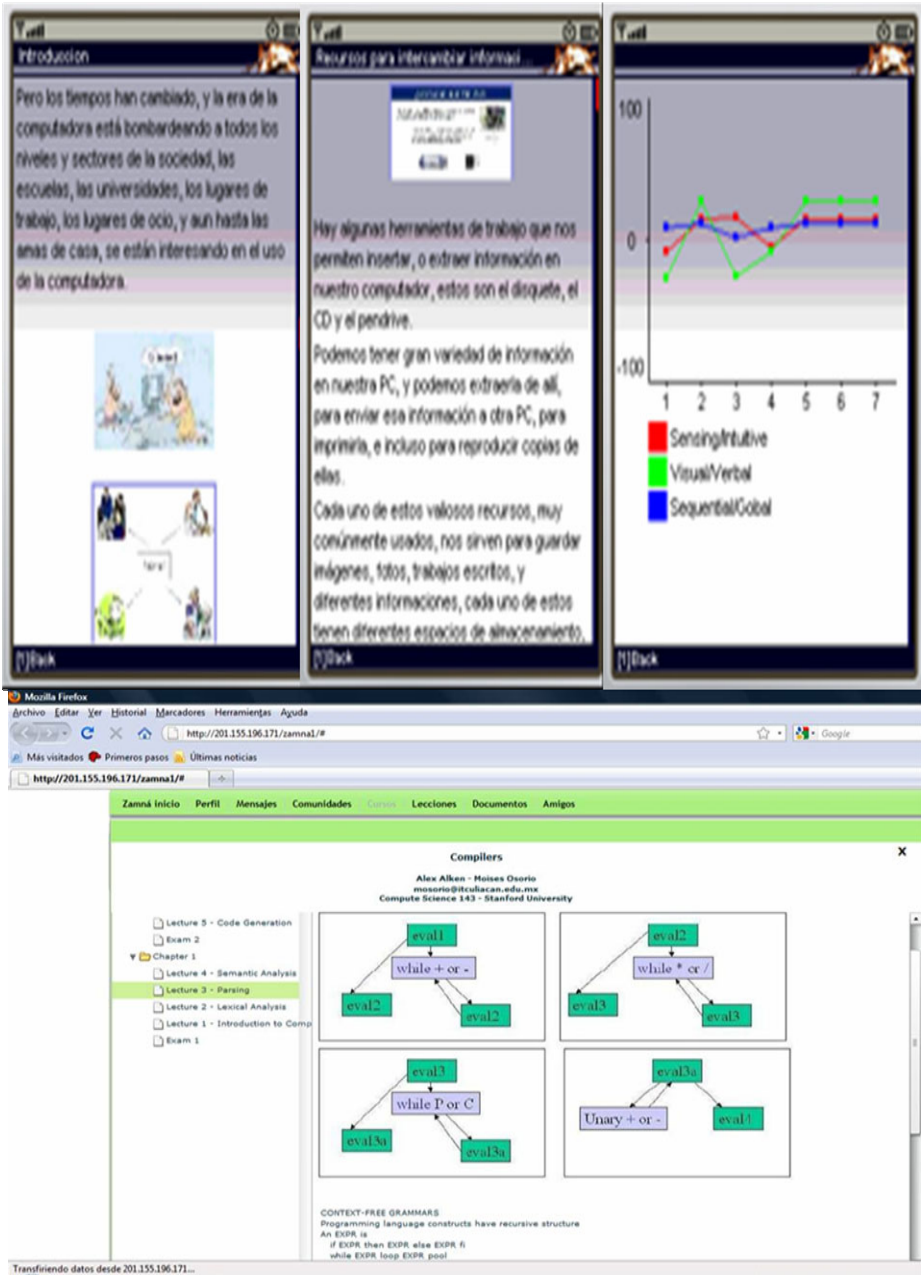 Introduccion
Pero los tiempos han cambiado, y la era de la
computadora está bombardeando a todos los
niveles y sectores de la sociedad, las
escuelas, las universidades, los lugares de
trabajo, los lugares de ocio, y aun hasta las
amas de casa, se están interesando en el uso
de la computadora.
[1]Back
Recursos para intercambiar informaci...
Hay algunas herramientas de trabajo que nos
permiten insertar, o extraer información en
nuestro computador, estos son el disquete, el
CD y el pendrive.
Podemos tener gran variedad de información
en nuestra PC, y podemos extraerla de allí,
para enviar esa información a otra PC, para
imprimirla, e incluso para reproducir copias de
ellas.
Cada uno de estos valiosos recursos, muy
comúnmente usados, nos sirven para guardar
imágenes, fotos, trabajos escritos, y
diferentes informaciones, cada uno de estos
tienen diferentes espacios de almacenamiento,
[1]Back
100
0
-100
1 2 3 4 5 6 7
Sensing/Intuitive
Visual/Verbal
Sequential/Gobal
[1]Back
Mozilla Firefox
Archivo Editar Ver Historial Marcadores Herramientas Ayuda
http://201.155.196.171/zamna1/#
Google
Más visitados Primeros pasos Últimas noticias
http://201.155.196.171/zamna1/#
Zamná inicio Perfil Mensajes Comunidades Cursos Lecciones Documentos Amigos
X
Compilers
Alex Aiken - Moises Osorio
mosorio@itculiacan.edu.mx
Compute Science 143 - Stanford University
Lecture 5 - Code Generation
Exam 2
Chapter 1
Lecture 4 - Semantic Analysis
Lecture 3 - Parsing
Lecture 2 - Lexical Analysis
Lecture 1 - Introduction to Comp
Exam 1
eval1
while + or -
eval2
eval2
eval2
while * or /
eval3
eval3
eval3
while P or C
eval3a
eval3a
eval3a
Unary + or -
eval4
CONTEXT-FREE GRAMMARS
Programming language constructs have recursive structure
An EXPR is
if EXPR then EXPR else EXPR fi
while EXPR loop EXPR pool
Transfiriendo datos desde 201.155.196.171...